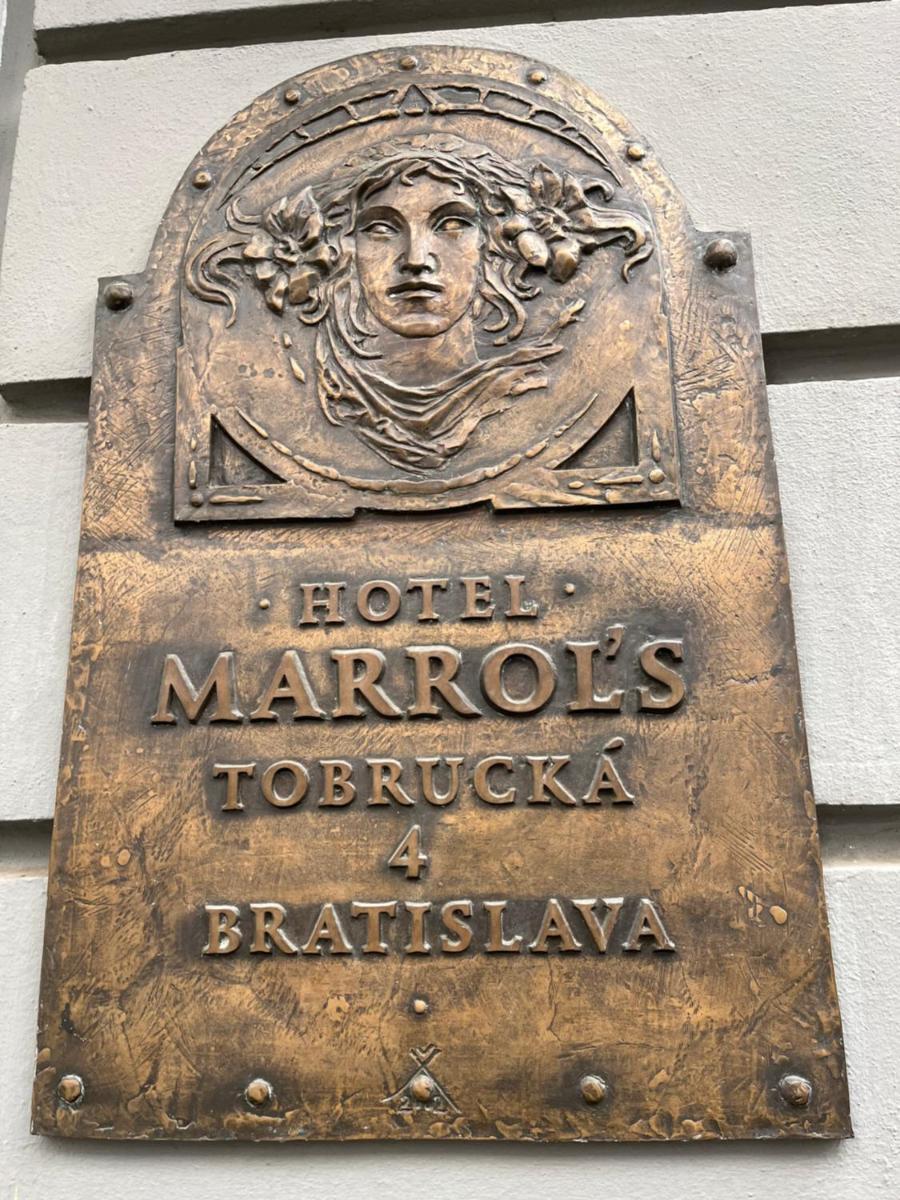 · HOTEL ·
MARROL'S
TOBRUCKÁ
4
BRATISLAVA